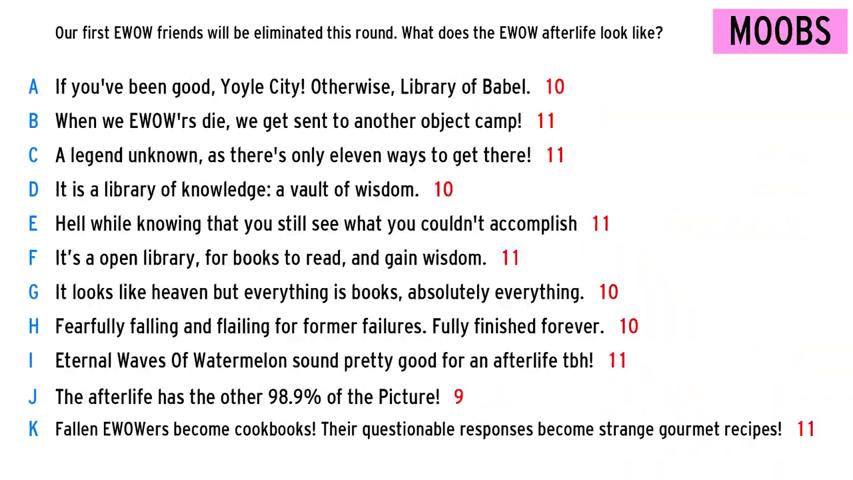 Our first EWOW friends will be eliminated this round. What does the EWOW afterlife look like?
MOOBS
A If you've been good, Yoyle City! Otherwise, Library of Babel. 10
B When we EWOW'rs die, we get sent to another object camp! 11
C A legend unknown, as there's only eleven ways to get there! 11
D It is a library of knowledge: a vault of wisdom. 10
E Hell while knowing that you still see what you couldn't accomplish 11
F It’s a open library, for books to read, and gain wisdom. 11
G It looks like heaven but everything is books, absolutely everything. 10
H Fearfully falling and flailing for former failures. Fully finished forever. 10
I Eternal Waves Of Watermelon sound pretty good for an afterlife tbh! 11
J The afterlife has the other 98.9% of the Picture! 9
K Fallen EWOWers become cookbooks! Their questionable responses become strange gourmet recipes! 11